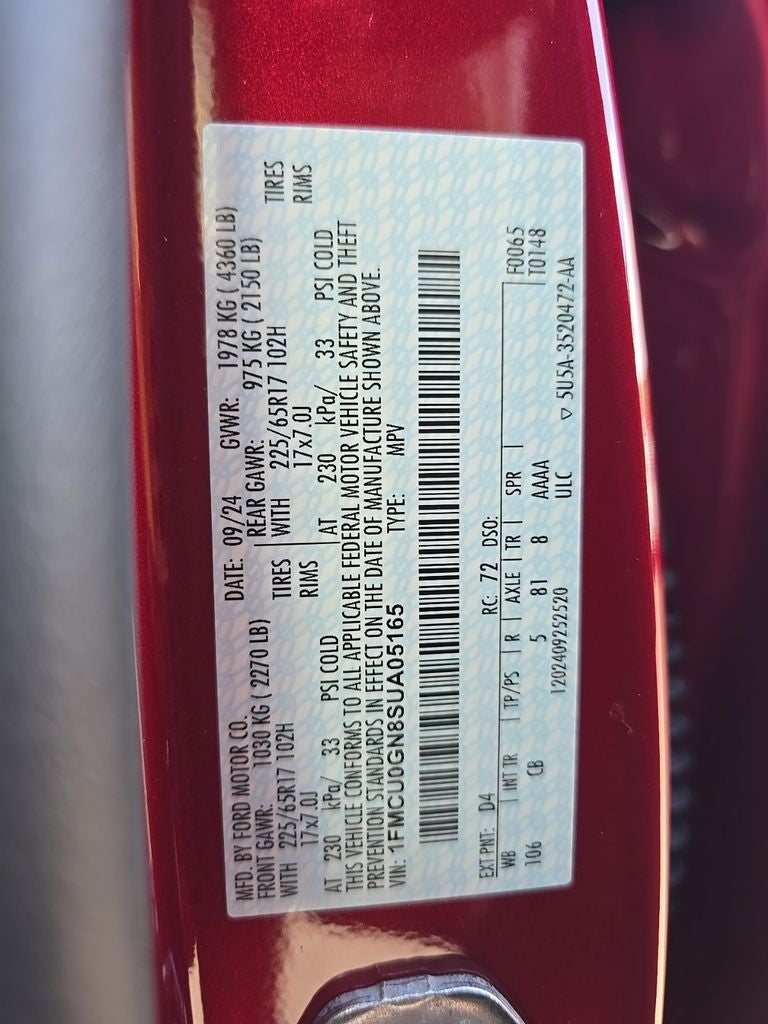 MFD. BY FORD MOTOR CO. DATE: 09/24 GVWR: 1978 KG ( 4360 LB)
FRONT GAWR: 1030 KG ( 2270 LB) REAR GAWR: 975 KG ( 2150 LB)
WITH 225/65R17 102H TIRES WITH 225/65R17 102H TIRES
17x7.0J RIMS 17x7.0J RIMS
AT 230 kPa/ 33 PSI COLD AT 230 kPa/ 33 PSI COLD
THIS VEHICLE CONFORMS TO ALL APPLICABLE FEDERAL MOTOR VEHICLE SAFETY AND THEFT
PREVENTION STANDARDS IN EFFECT ON THE DATE OF MANUFACTURE SHOWN ABOVE.
VIN: 1FMCU0GN8SUA05165 TYPE: MPV
EXT PNT: D4 RC: 72 DSO:
WB INT TR TP/PS R AXLE TR SPR F0065
106 CB 5 81 8 AAAA T0148
1202409252520 ULC ▽ 5U5A-3520472-AA